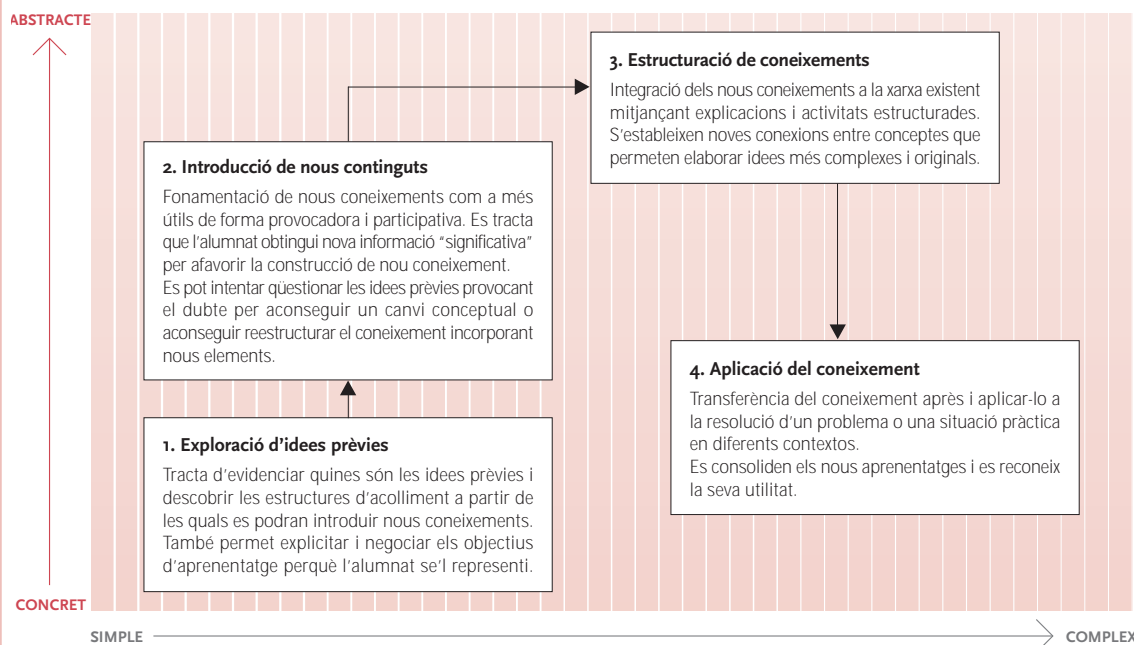 ABSTRACTE
3. Estructuració de coneixements
Integració dels nous coneixements a la xarxa existent
mitjançant explicacions i activitats estructurades.
S'estableixen noves conexions entre conceptes que
permeten elaborar idees més complexes i originals.
2. Introducció de nous continguts
Fonamentació de nous coneixements com a més
útils de forma provocadora i participativa. Es tracta
que l'alumnat obtingui nova informació "significativa"
per afavorir la construcció de nou coneixement.
Es pot intentar qüestionar les idees prèvies provocant
el dubte per aconseguir un canvi conceptual o
aconseguir reestructurar el coneixement incorporant
nous elements.
4. Aplicació del coneixement
Transferència del coneixement après i aplicar-lo a
la resolució d'un problema o una situació pràctica
en diferents contextos.
Es consoliden els nous aprenentatges i es reconeix
la seva utilitat.
1. Exploració d'idees prèvies
Tracta d'evidenciar quines són les idees prèvies i
descobrir les estructures d'acolliment a partir de
les quals es podran introduir nous coneixements.
També permet explicitar i negociar els objectius
d'aprenentatge perquè l'alumnat se'l representi.
CONCRET
SIMPLE
COMPLEX